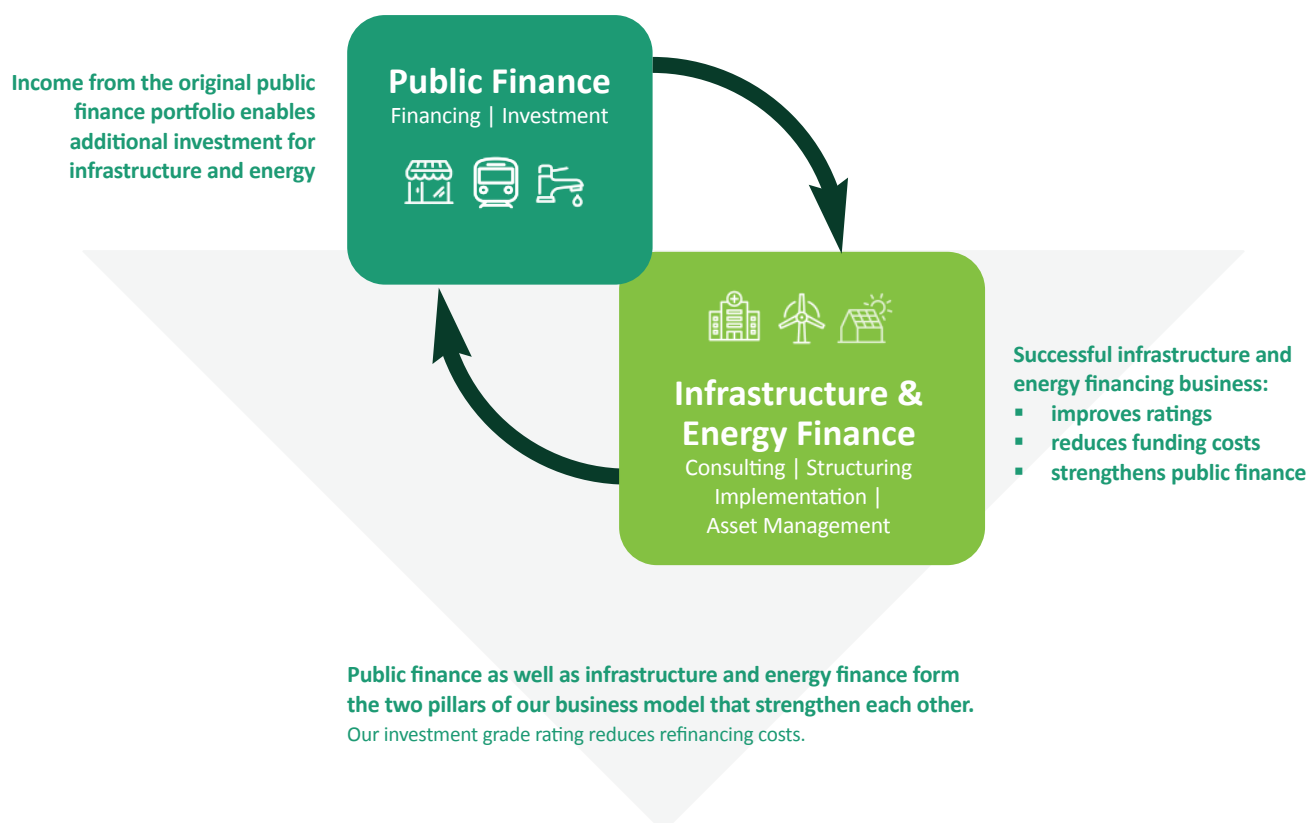 Income from the original public
finance portfolio enables
additional investment for
infrastructure and energy
Public Finance
Financing | Investment
Infrastructure &
Energy Finance
Consulting | Structuring
Implementation |
Asset Management
Successful infrastructure and
energy financing business:
▪ improves ratings
▪ reduces funding costs
▪ strengthens public finance
Public finance as well as infrastructure and energy finance form
the two pillars of our business model that strengthen each other.
Our investment grade rating reduces refinancing costs.